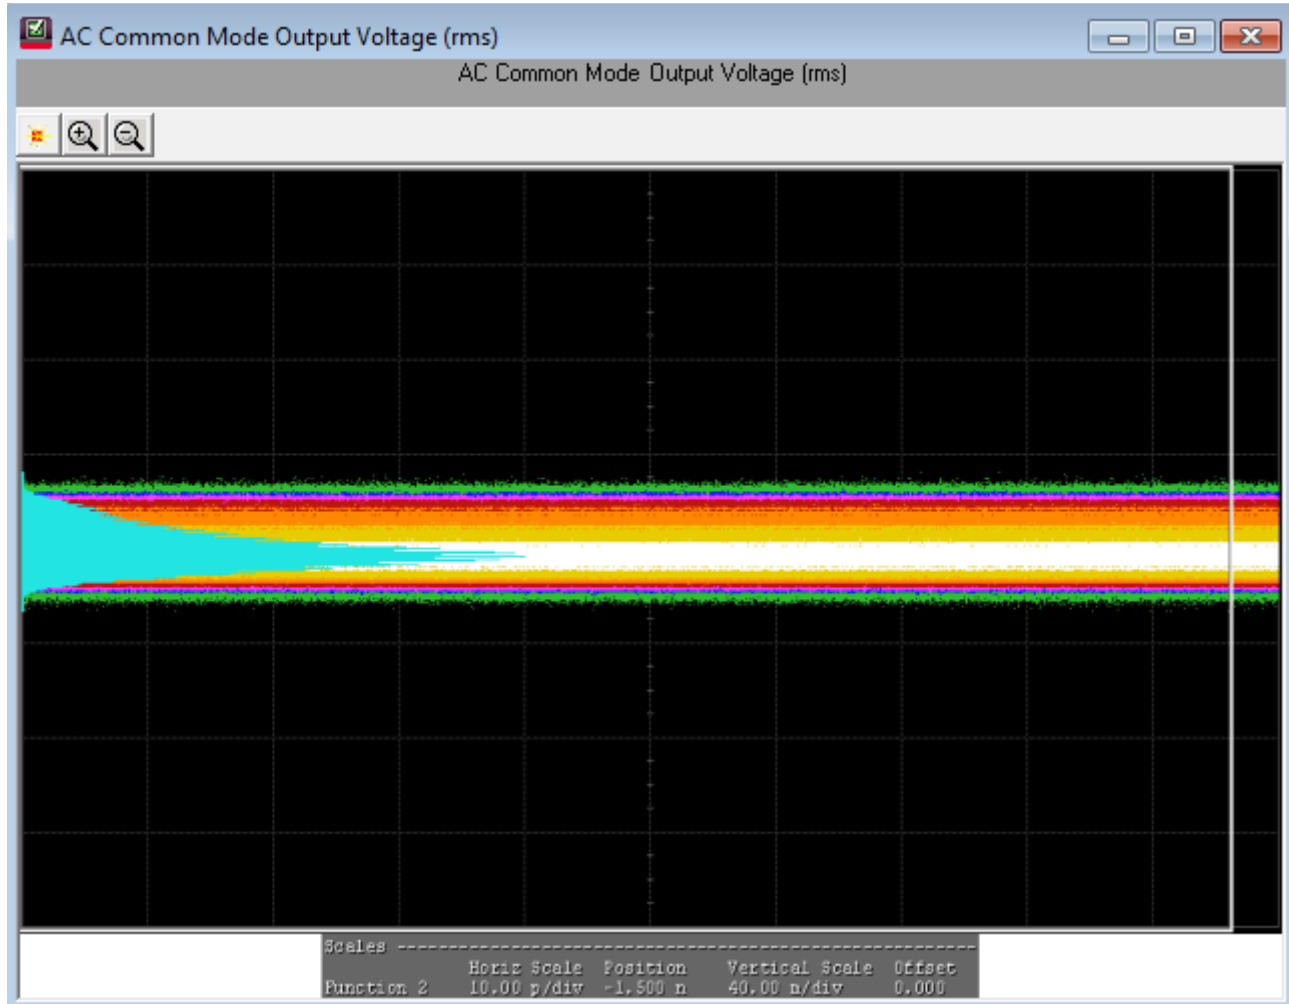 AC Common Mode Output Voltage (rms)
AC Common Mode Output Voltage (rms)
Scales ------------------------------------------------------------
Horiz Scale Position Vertical Scale Offset
Function 2 10.00 p/div -1.500 n 40.00 m/div 0.000